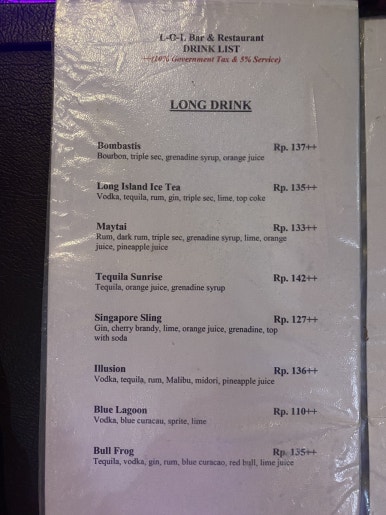 L-C-L Bar & Restaurant
DRINK LIST
++(10% Government Tax & 5% Service)
LONG DRINK
Bombastis Rp. 137++
Bourbon, triple sec, grenadine syrup, orange juice
Long Island Ice Tea Rp. 135++
Vodka, tequila, rum, gin, triple sec, lime, top coke
Maytai Rp. 133++
Rum, dark rum, triple sec, grenadine syrup, lime, orange
juice, pineapple juice
Tequila Sunrise Rp. 142++
Tequila, orange juice, grenadine syrup
Singapore Sling Rp. 127++
Gin, cherry brandy, lime, orange juice, grenadine, top
with soda
Illusion Rp. 136++
Vodka, tequila, rum, Malibu, midori, pineapple juice
Blue Lagoon Rp. 110++
Vodka, blue curacau, sprite, lime
Bull Frog Rp. 135++
Tequila, vodka, gin, rum, blue curacao, red bull, lime juice